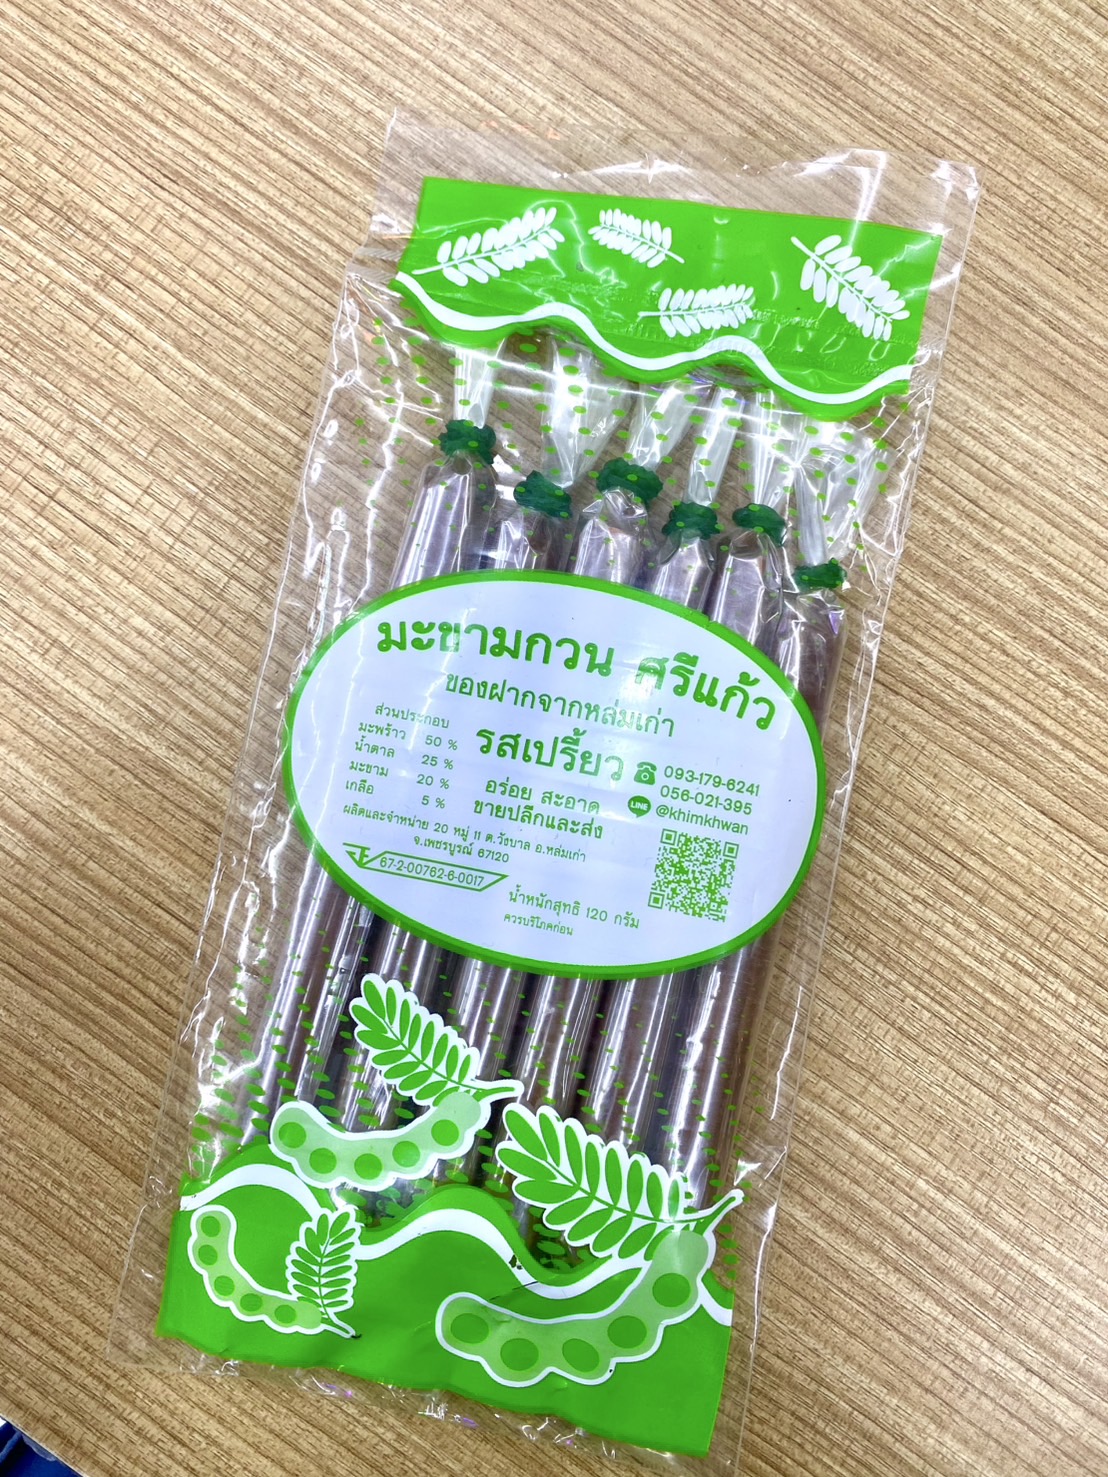 มะขามกวน ศรีแก้ว
ของฝากจากหล่มเก่า
รสเปรี้ยว
ส่วนประกอบ
มะพร้าว 50 %
น้ำตาล 25 %
มะขาม 20 %
เกลือ 5 %
อร่อย สะอาด
ขายปลีกและส่ง
093-179-6241
056-021-395
LINE @khimkhwan
ผลิตและจำหน่าย 20 หมู่ 11 ต.วังบาล อ.หล่มเก่า
จ.เพชรบูรณ์ 67120
67-2-00762-6-0017
น้ำหนักสุทธิ 120 กรัม
ควรบริโภคก่อน